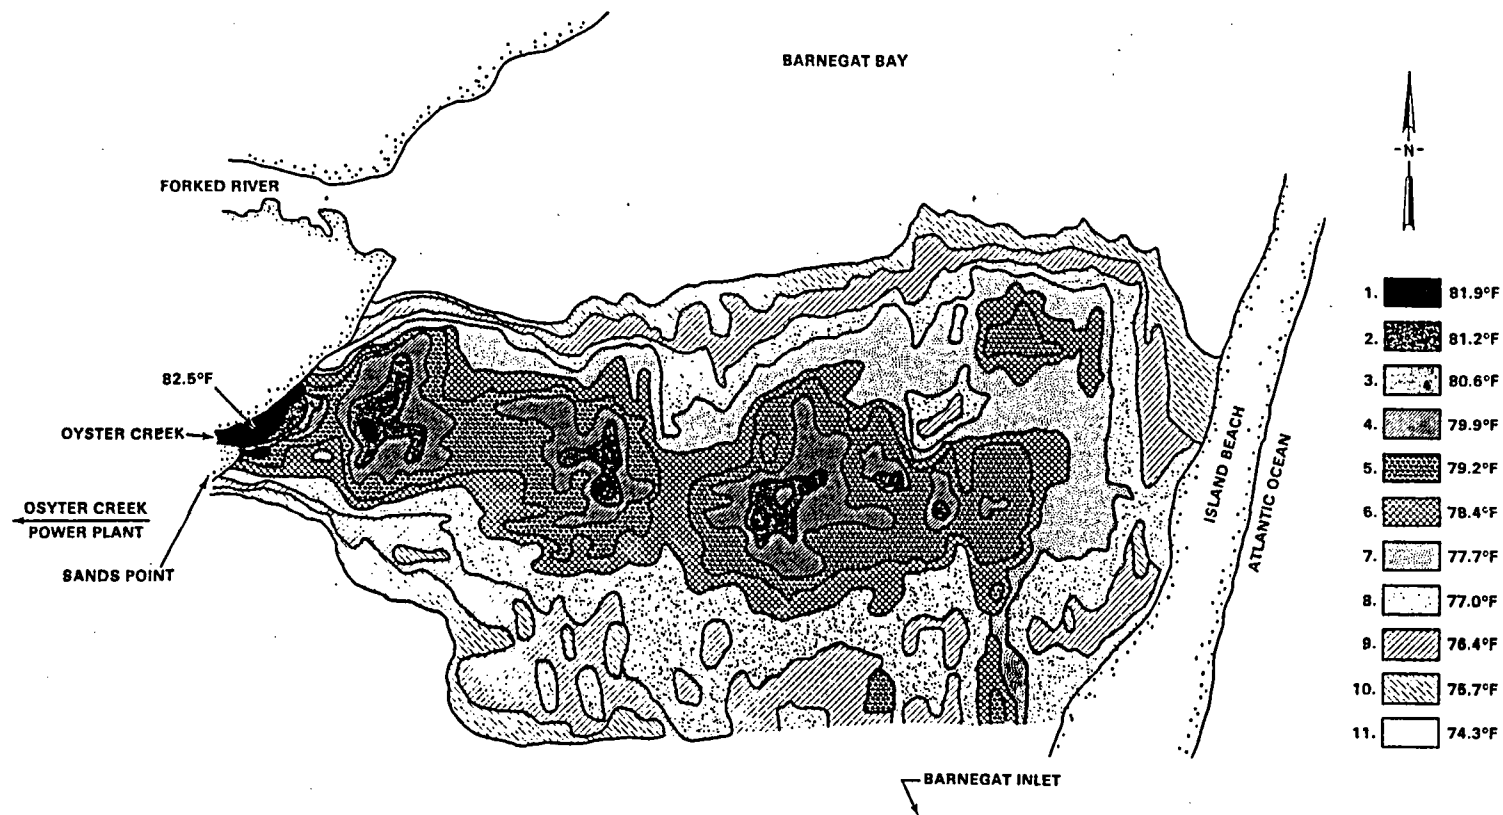 BARNEGAT BAY
-N-
FORKED RIVER
82.5°F
OYSTER CREEK
OSYTER CREEK
POWER PLANT
SANDS POINT
ISLAND BEACH
ATLANTIC OCEAN
BARNEGAT INLET
1. 81.9°F
2. 81.2°F
3. 80.6°F
4. 79.9°F
5. 79.2°F
6. 78.4°F
7. 77.7°F
8. 77.0°F
9. 76.4°F
10. 75.7°F
11. 74.3°F